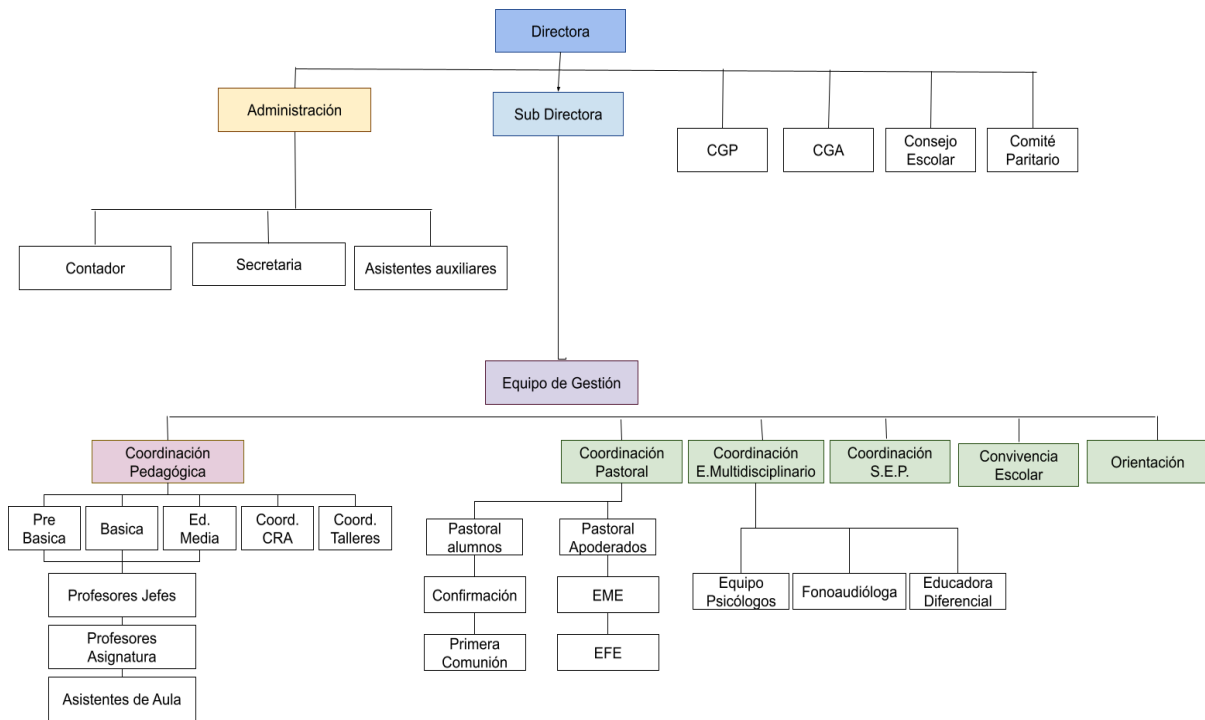 Directora
Administración
Sub Directora
CGP
CGA
Consejo
Escolar
Comité
Paritario
Contador
Secretaria
Asistentes auxiliares
Equipo de Gestión
Coordinación
Pedagógica
Coordinación
Pastoral
Coordinación
E.Multidisciplinario
Coordinación
S.E.P.
Convivencia
Escolar
Orientación
Pre
Basica
Basica
Ed.
Media
Coord.
CRA
Coord.
Talleres
Pastoral
alumnos
Pastoral
Apoderados
Equipo
Psicólogos
Fonoaudióloga
Educadora
Diferencial
Profesores Jefes
Confirmación
EME
Profesores
Asignatura
Primera
Comunión
EFE
Asistentes de Aula